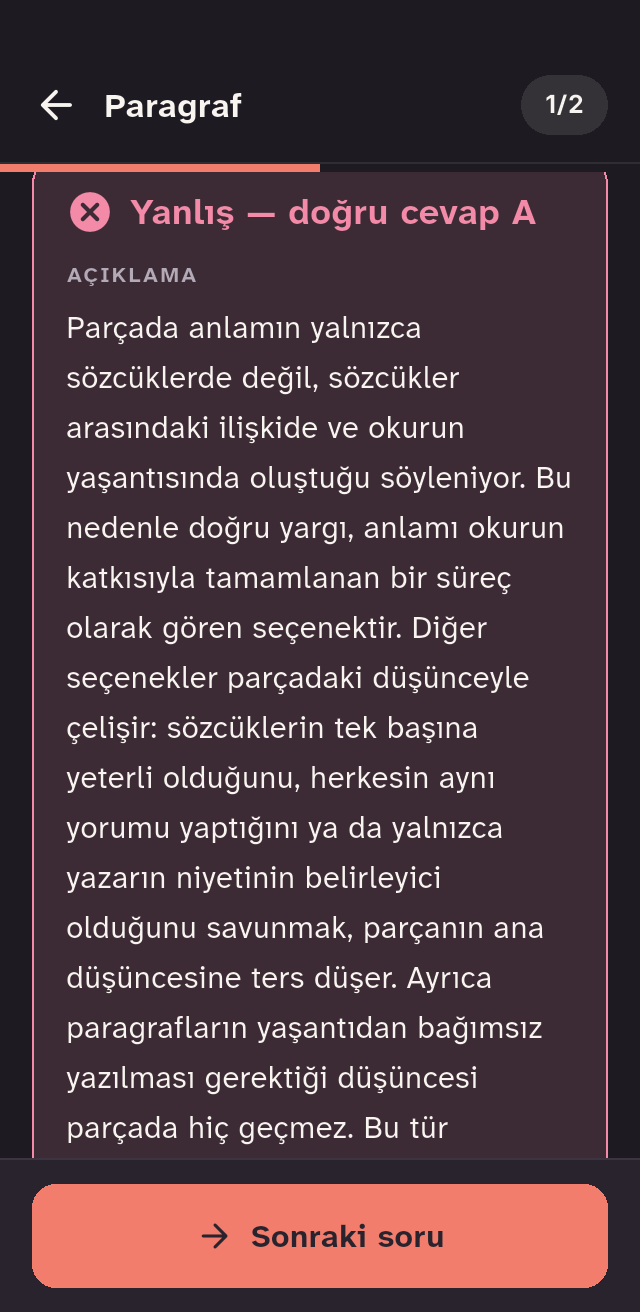 Paragraf
1/2
Yanlış — doğru cevap A
AÇIKLAMA
Parçada anlamın yalnızca
sözcüklerde değil, sözcükler
arasındaki ilişkide ve okurun
yaşantısında oluştuğu söyleniyor. Bu
nedenle doğru yargı, anlamı okurun
katkısıyla tamamlanan bir süreç
olarak gören seçenektir. Diğer
seçenekler parçadaki düşünceyle
çelişir: sözcüklerin tek başına
yeterli olduğunu, herkesin aynı
yorumu yaptığını ya da yalnızca
yazarın niyetinin belirleyici
olduğunu savunmak, parçanın ana
düşüncesine ters düşer. Ayrıca
paragrafların yaşantıdan bağımsız
yazılması gerektiği düşüncesi
parçada hiç geçmez. Bu tür
Sonraki soru